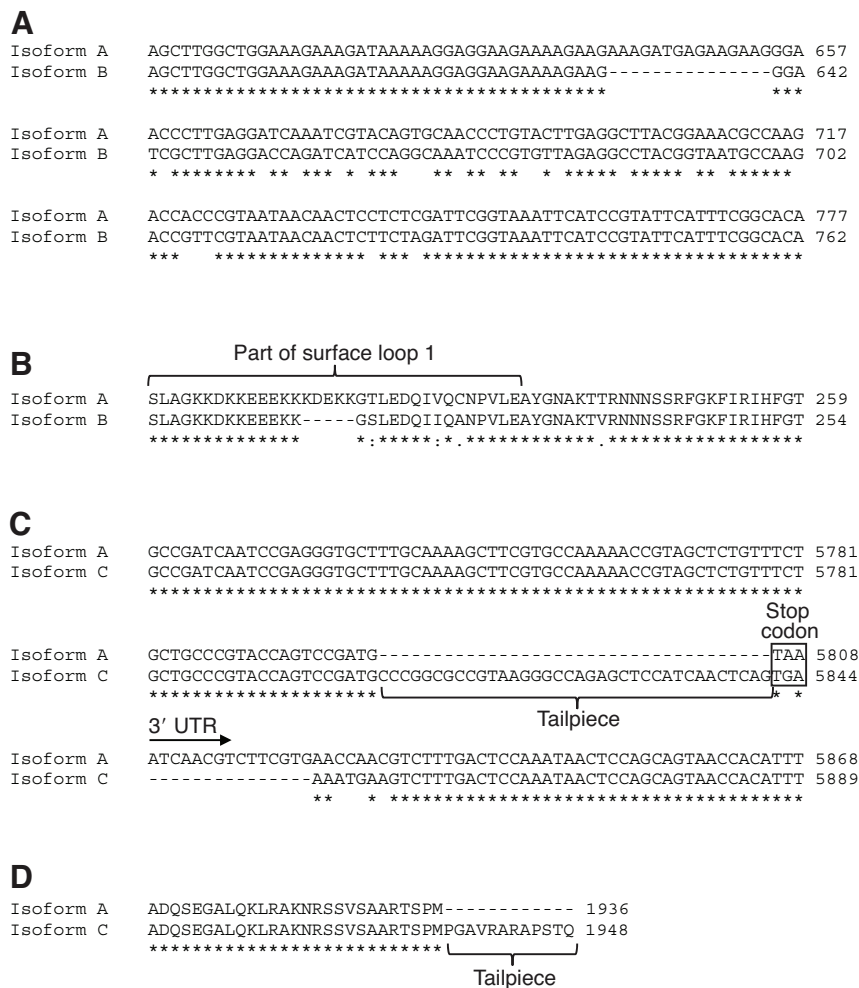 A
Isoform A AGCTTGGCTGGAAAGAAAGATAAAAAGGAGGAAGAAAAGAAGAAAGATGAGAAGAAGGGA 657
Isoform B AGCTTGGCTGGAAAGAAAGATAAAAAGGAGGAAGAAAAGAAG---------------GGA 642
****************************************** ***
Isoform A ACCCTTGAGGATCAAATCGTACAGTGCAACCCTGTACTTGAGGCTTACGGAAACGCCAAG 717
Isoform B TCGCTTGAGGACCAGATCATCCAGGCAAATCCCGTGTTAGAGGCCTACGGTAATGCCAAG 702
* ******** ** *** * *** ** ** ** * ***** ***** ** ******
Isoform A ACCACCCGTAATAACAACTCCTCTCGATTCGGTAAATTCATCCGTATTCATTTCGGCACA 777
Isoform B ACCGTTCGTAATAACAACTCTTCTAGATTCGGTAAATTCATCCGTATTCATTTCGGCACA 762
*** ************** *** ***********************************
B
Part of surface loop 1
Isoform A SLAGKKDKKEEEKKKDEKKGTLEDQIVQCNPVLEAYGNAKTTRNNNSSRFGKFIRIHFGT 259
Isoform B SLAGKKDKKEEEKK-----GSLEDQIIQANPVLEAYGNAKTVRNNNSSRFGKFIRIHFGT 254
************** *:*****:*.************.******************
C
Isoform A GCCGATCAATCCGAGGGTGCTTTGCAAAAGCTTCGTGCCAAAAACCGTAGCTCTGTTTCT 5781
Isoform C GCCGATCAATCCGAGGGTGCTTTGCAAAAGCTTCGTGCCAAAAACCGTAGCTCTGTTTCT 5781
************************************************************
Stop
codon
Isoform A GCTGCCCGTACCAGTCCGATG------------------------------------TAA 5808
Isoform C GCTGCCCGTACCAGTCCGATGCCCGGCGCCGTAAGGGCCAGAGCTCCATCAACTCAGTGA 5844
********************* * *
Tailpiece
3′ UTR
Isoform A ATCAACGTCTTCGTGAACCAACGTCTTTGACTCCAAATAACTCCAGCAGTAACCACATTT 5868
Isoform C ---------------AAATGAAGTCTTTGACTCCAAATAACTCCAGCAGTAACCACATTT 5889
** * **************************************
D
Isoform A ADQSEGALQKLRAKNRSSVSAARTSPM------------ 1936
Isoform C ADQSEGALQKLRAKNRSSVSAARTSPMPGAVRARAPSTQ 1948
***************************
Tailpiece